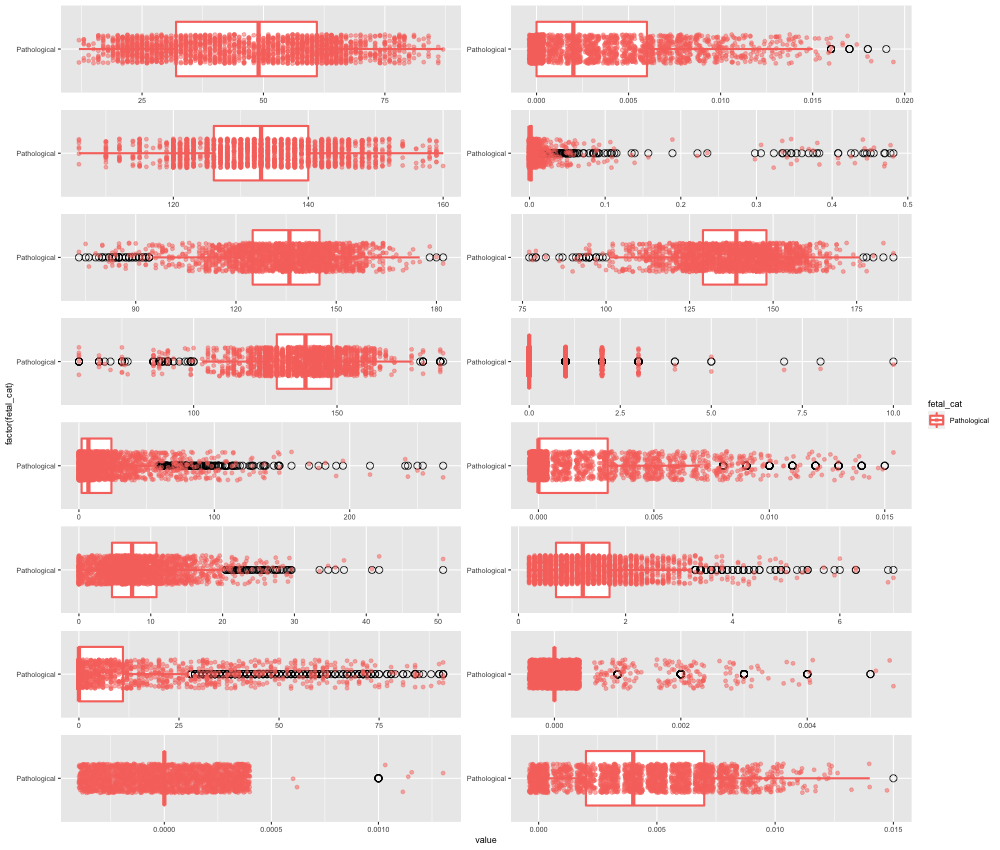 Pathological
25 50 75
Pathological
0.000 0.005 0.010 0.015 0.020
Pathological
120 140 160
Pathological
0.0 0.1 0.2 0.3 0.4 0.5
Pathological
90 120 150 180
Pathological
75 100 125 150 175
Pathological
100 150
Pathological
0.0 2.5 5.0 7.5 10.0
factor(fetal_cat)
fetal_cat
Pathological
Pathological
0 100 200
Pathological
0.000 0.005 0.010 0.015
Pathological
0 10 20 30 40 50
Pathological
0 2 4 6
Pathological
0 25 50 75
Pathological
0.000 0.002 0.004
Pathological
0.0000 0.0005 0.0010
Pathological
0.000 0.005 0.010 0.015
value